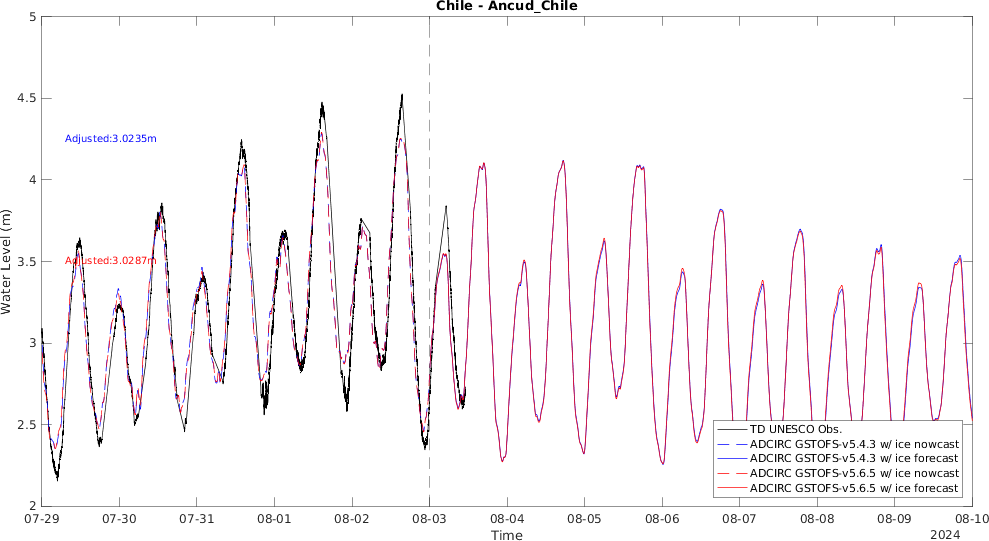 Chile - Ancud_Chile
5
4.5
4
3.5
3
2.5
2
Water Level (m)
Adjusted:3.0235m
Adjusted:3.0287m
TD UNESCO Obs.
ADCIRC GSTOFS-v5.4.3 w/ ice nowcast
ADCIRC GSTOFS-v5.4.3 w/ ice forecast
ADCIRC GSTOFS-v5.6.5 w/ ice nowcast
ADCIRC GSTOFS-v5.6.5 w/ ice forecast
07-29 07-30 07-31 08-01 08-02 08-03 08-04 08-05 08-06 08-07 08-08 08-09 08-10
Time
2024